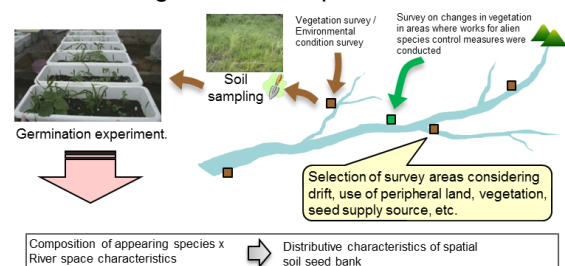 Vegetation survey /
Environmental
condition survey
Survey on changes in vegetation
in areas where works for alien
species control measures were
conducted
Soil
sampling
Germination experiment.
Selection of survey areas considering
drift, use of peripheral land, vegetation,
seed supply source, etc.
Composition of appearing species x
River space characteristics
Distributive characteristics of spatial
soil seed bank